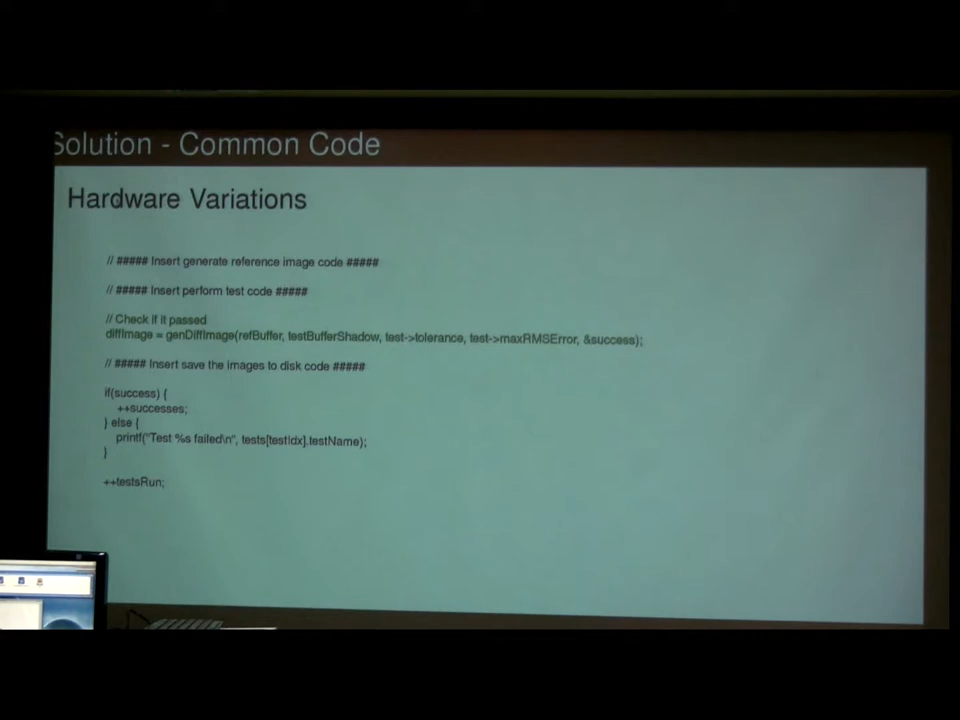 Solution - Common Code
Hardware Variations
// ##### Insert generate reference image code #####
// ##### Insert perform test code #####
// Check if it passed
diffImage = genDiffImage(refBuffer, testBufferShadow, test->tolerance, test->maxRMSError, &success);
// ##### Insert save the images to disk code #####
if(success) {
++successes;
} else {
printf("Test %s failed\n", tests[testIdx].testName);
}
++testsRun;